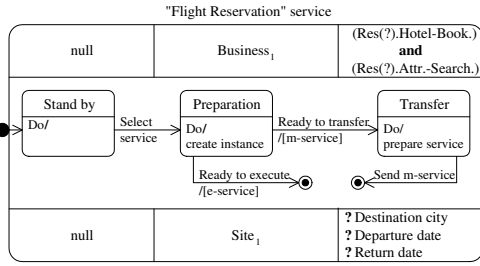 "Flight Reservation" service
null
Business1
(Res(?).Hotel-Book.)
and
(Res(?).Attr.-Search.)
Stand by
Do/
Select
service
Preparation
Do/
create instance
Ready to transfer
/[m-service]
Transfer
Do/
prepare service
Ready to execute
/[e-service]
Send m-service
null
Site1
? Destination city
? Departure date
? Return date